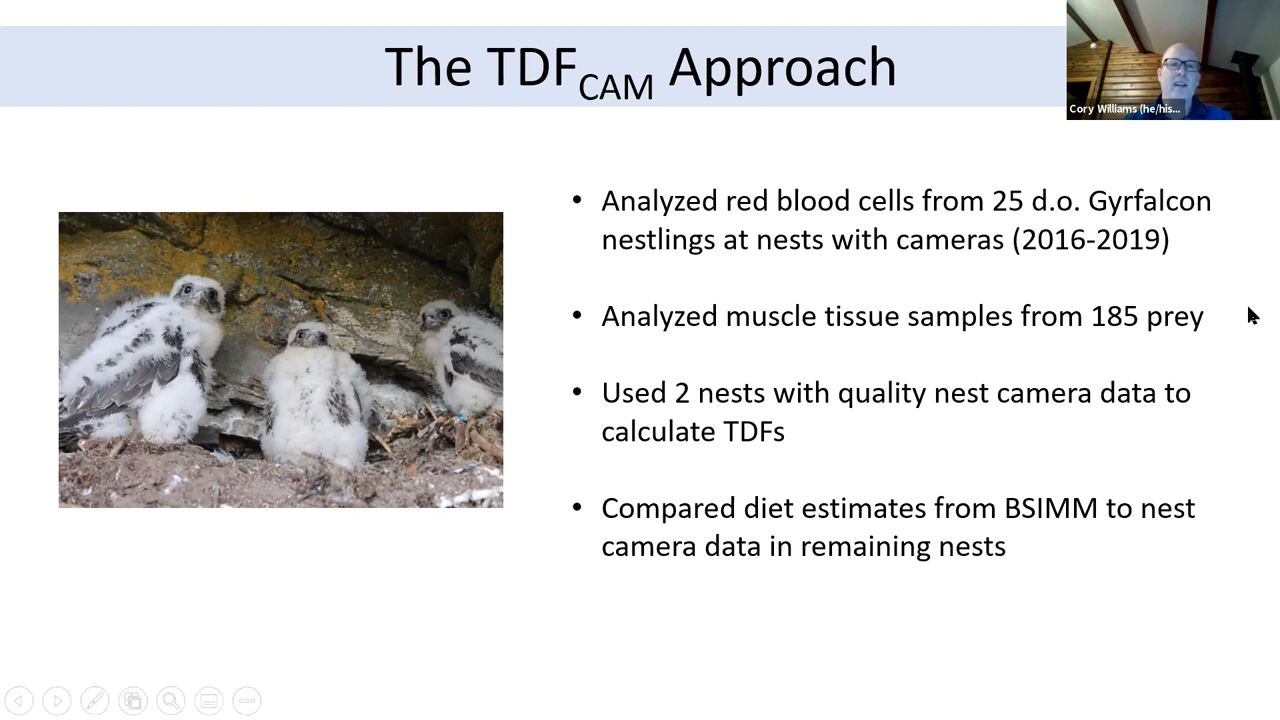 The TDFCAM Approach
Cory Williams (he/his...
• Analyzed red blood cells from 25 d.o. Gyrfalcon
nestlings at nests with cameras (2016-2019)
• Analyzed muscle tissue samples from 185 prey
• Used 2 nests with quality nest camera data to
calculate TDFs
• Compared diet estimates from BSIMM to nest
camera data in remaining nests